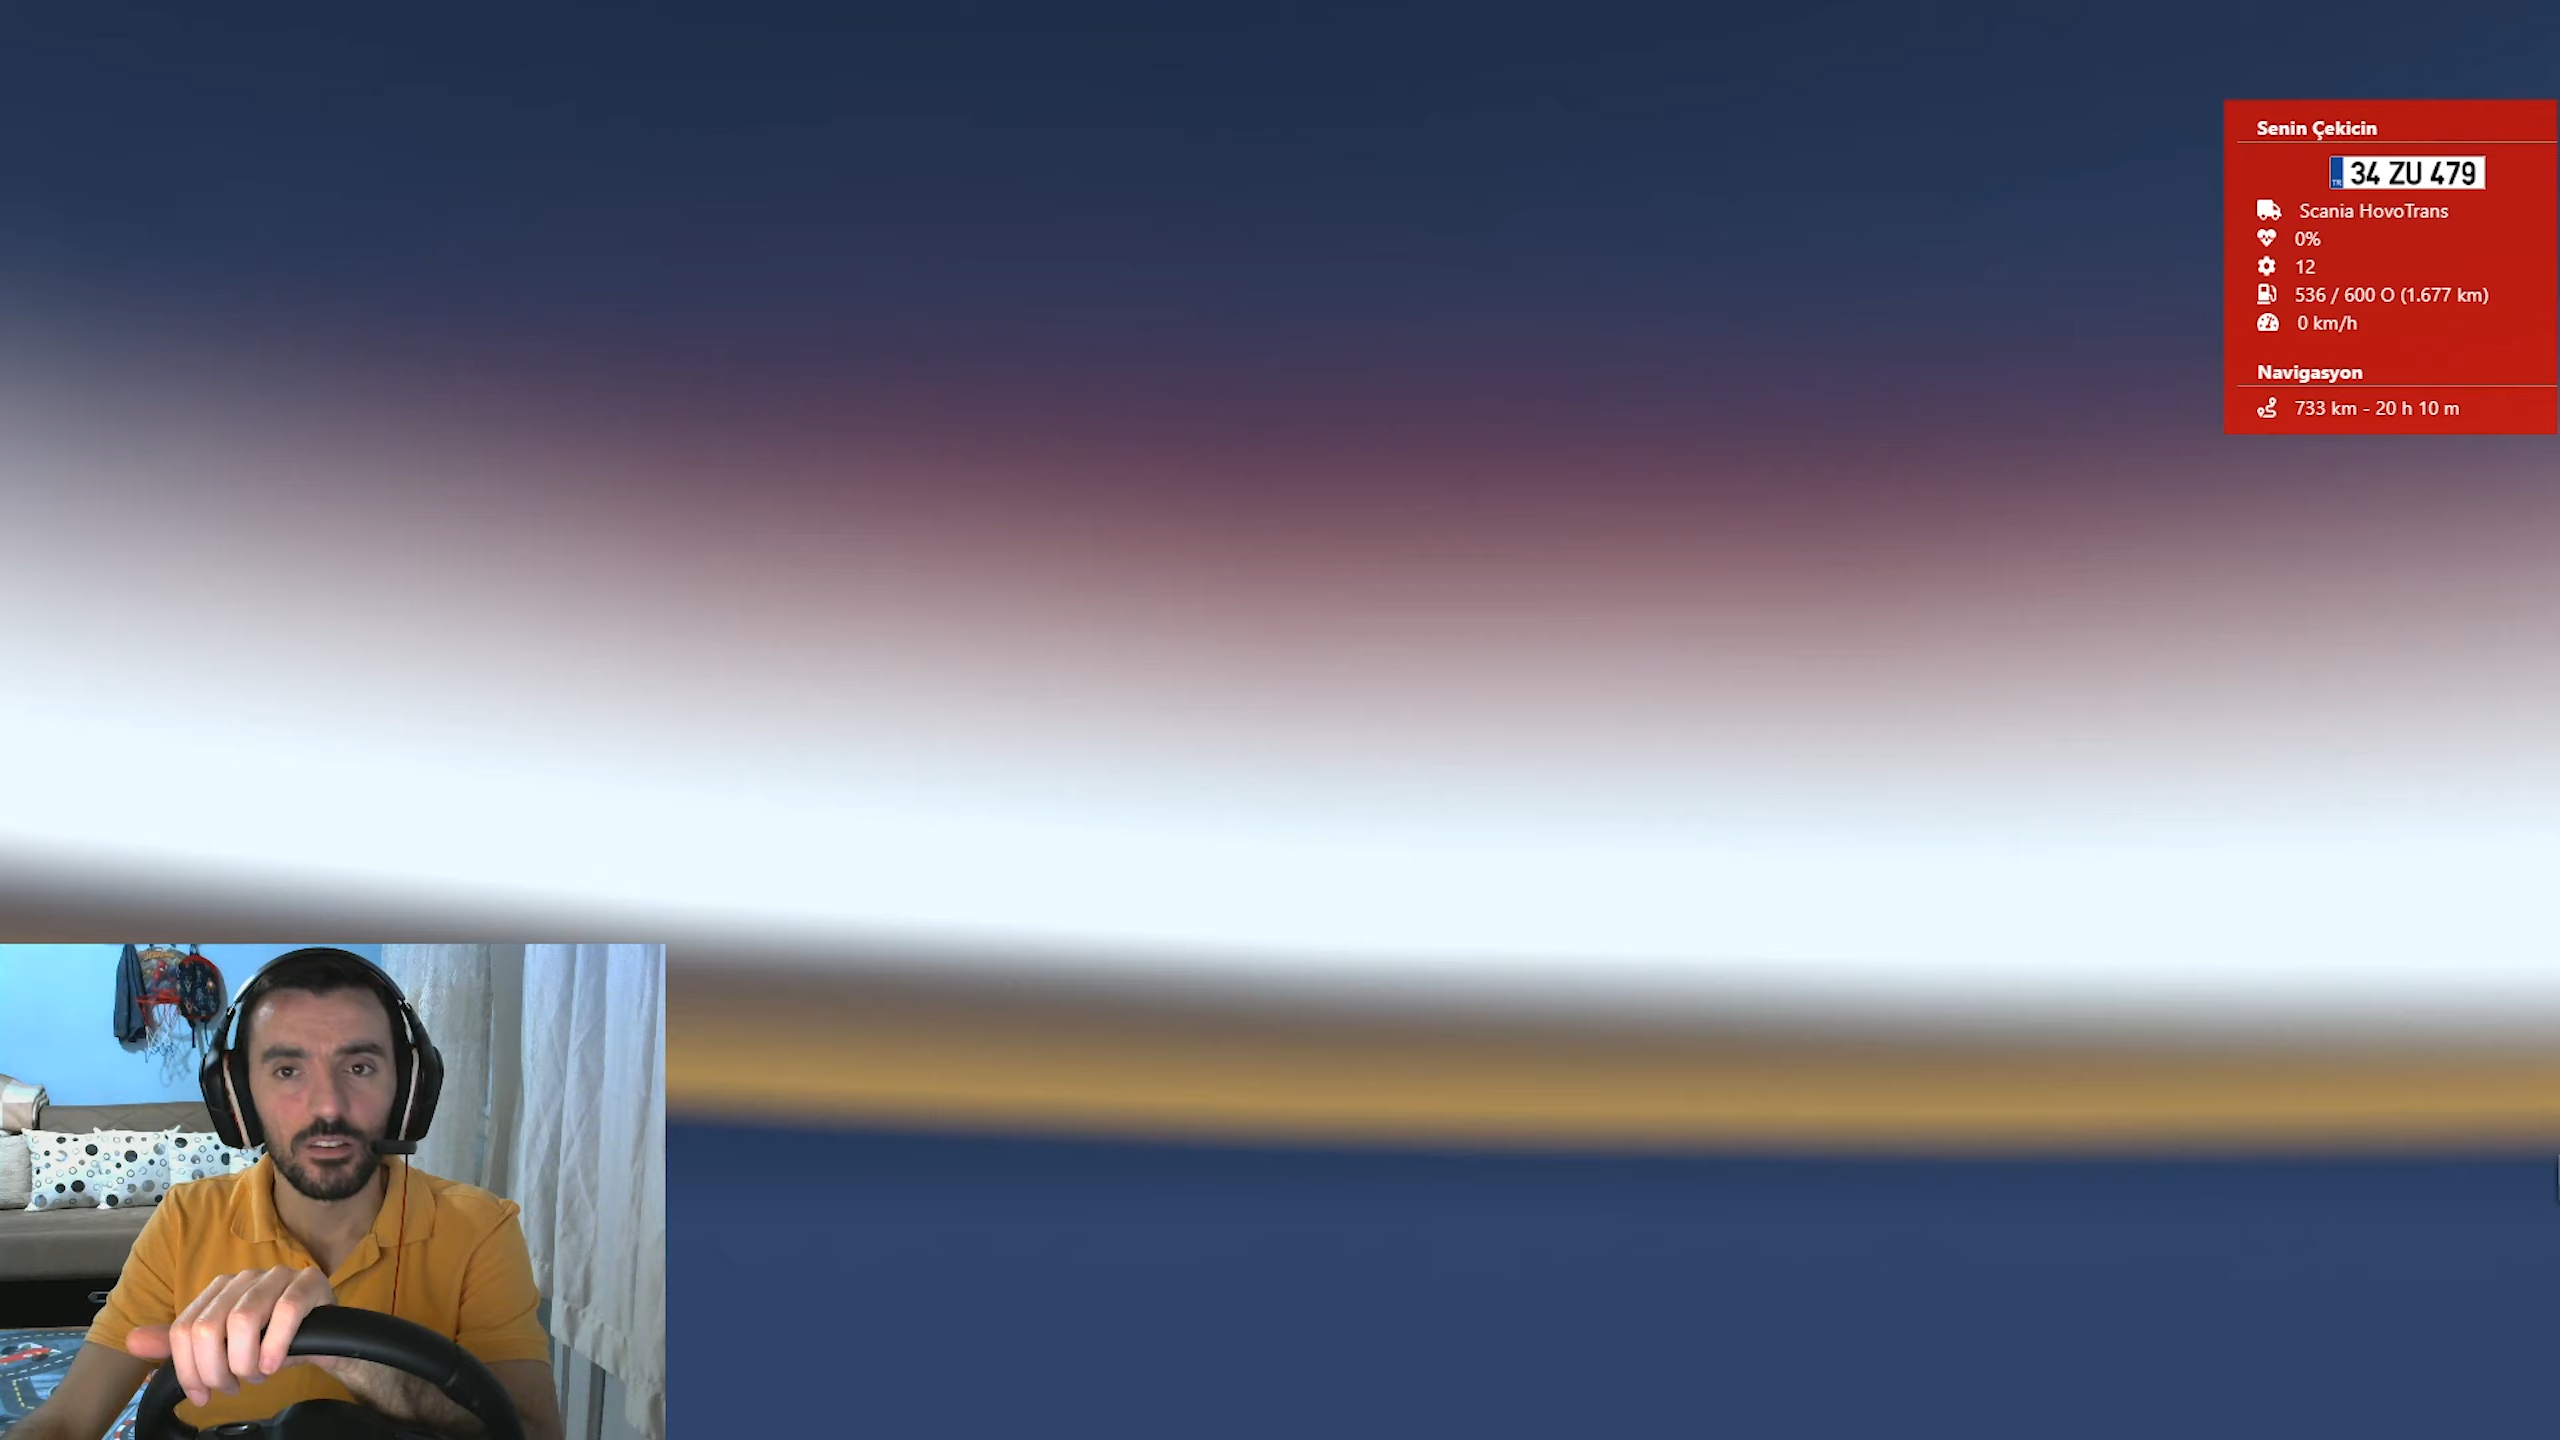 Senin Çekicin
TR 34 ZU 479
Scania HovoTrans
0%
12
536 / 600 O (1.677 km)
0 km/h
Navigasyon
733 km - 20 h 10 m